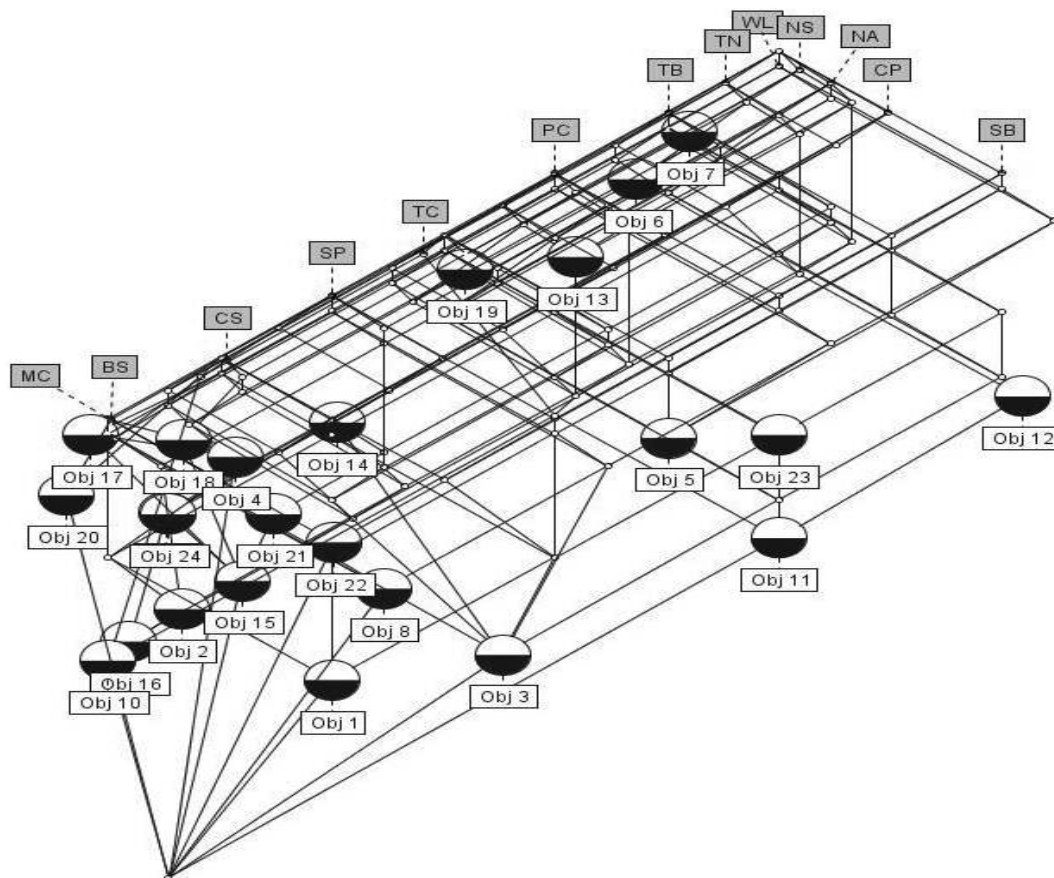 WL
NS
TN
NA
TB
CP
PC
SB
TC
SP
CS
BS
MC
Obj 7
Obj 6
Obj 13
Obj 19
Obj 12
Obj 14
Obj 5
Obj 23
Obj 17
Obj 18
Obj 4
Obj 20
Obj 24
Obj 21
Obj 22
Obj 11
Obj 15
Obj 8
Obj 2
Obj 16
Obj 10
Obj 1
Obj 3